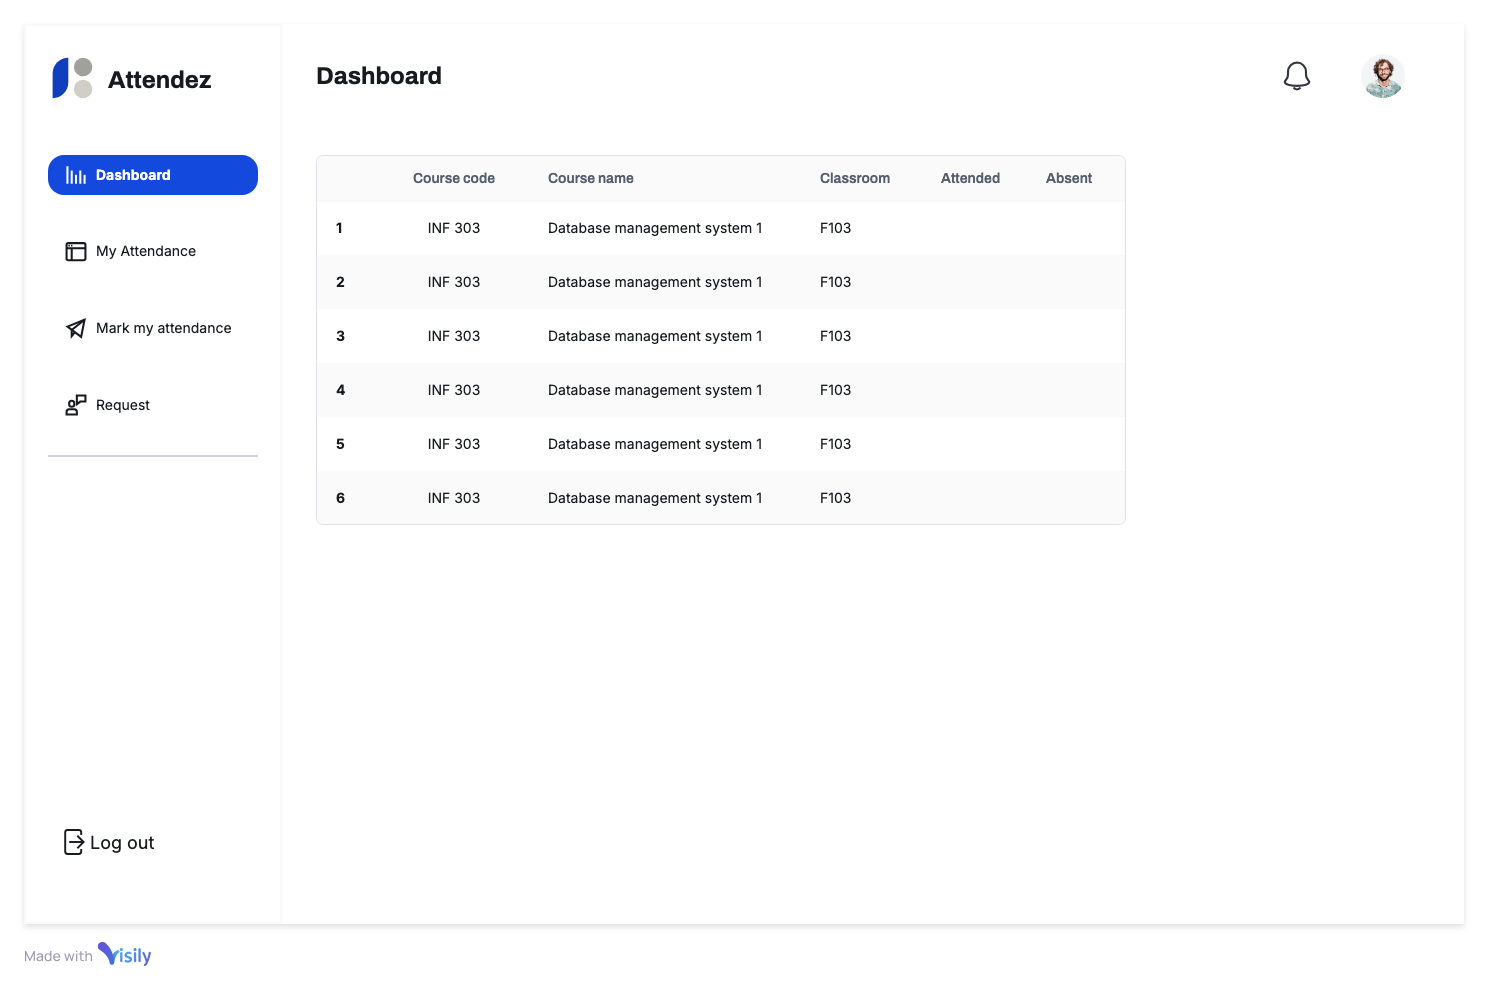 Attendez
Dashboard
Dashboard
My Attendance
Mark my attendance
Request
Log out
Course code Course name Classroom Attended Absent
1 INF 303 Database management system 1 F103
2 INF 303 Database management system 1 F103
3 INF 303 Database management system 1 F103
4 INF 303 Database management system 1 F103
5 INF 303 Database management system 1 F103
6 INF 303 Database management system 1 F103
Made with Visily